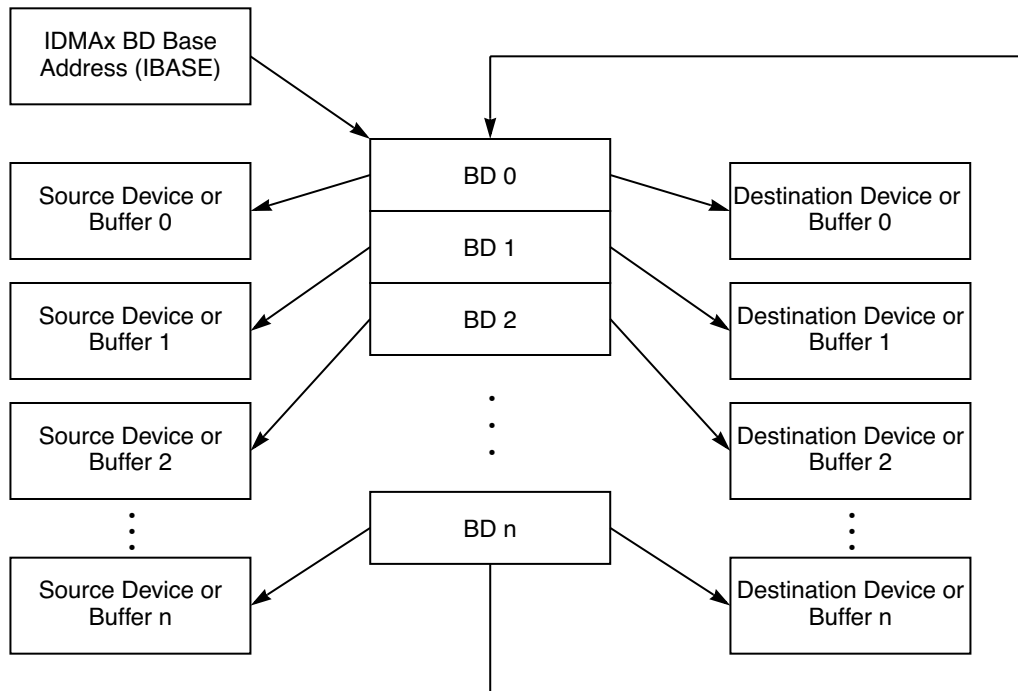 IDMAx BD Base
Address (IBASE)
BD 0
Source Device or
Buffer 0
Destination Device or
Buffer 0
BD 1
Source Device or
Buffer 1
Destination Device or
Buffer 1
BD 2
Source Device or
Buffer 2
Destination Device or
Buffer 2
BD n
Source Device or
Buffer n
Destination Device or
Buffer n